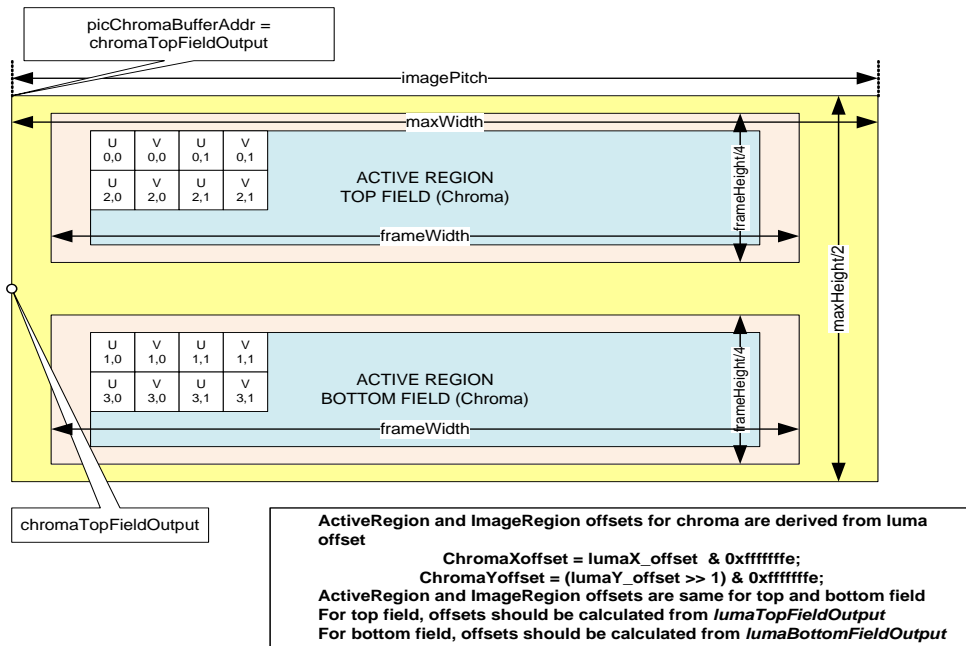 picChromaBufferAddr =
chromaTopFieldOutput
imagePitch
maxWidth
U V U V
0,0 0,0 0,1 0,1
U V U V
2,0 2,0 2,1 2,1
ACTIVE REGION
TOP FIELD (Chroma)
frameHeight/4
frameWidth
maxHeight/2
U V U V
1,0 1,0 1,1 1,1
U V U V
3,0 3,0 3,1 3,1
ACTIVE REGION
BOTTOM FIELD (Chroma)
frameHeight/4
frameWidth
chromaTopFieldOutput
ActiveRegion and ImageRegion offsets for chroma are derived from luma
offset
ChromaXoffset = lumaX_offset & 0xfffffffe;
ChromaYoffset = (lumaY_offset >> 1) & 0xfffffffe;
ActiveRegion and ImageRegion offsets are same for top and bottom field
For top field, offsets should be calculated from lumaTopFieldOutput
For bottom field, offsets should be calculated from lumaBottomFieldOutput